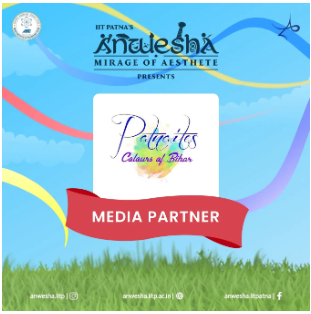 IIT PATNA'S
ANWESHA
MIRAGE OF AESTHETE
PRESENTS
Patnaites
Colours of Bihar
MEDIA PARTNER
anwesha.iitp | anwesha.iitp.ac.in | anwesha.iitpatna |